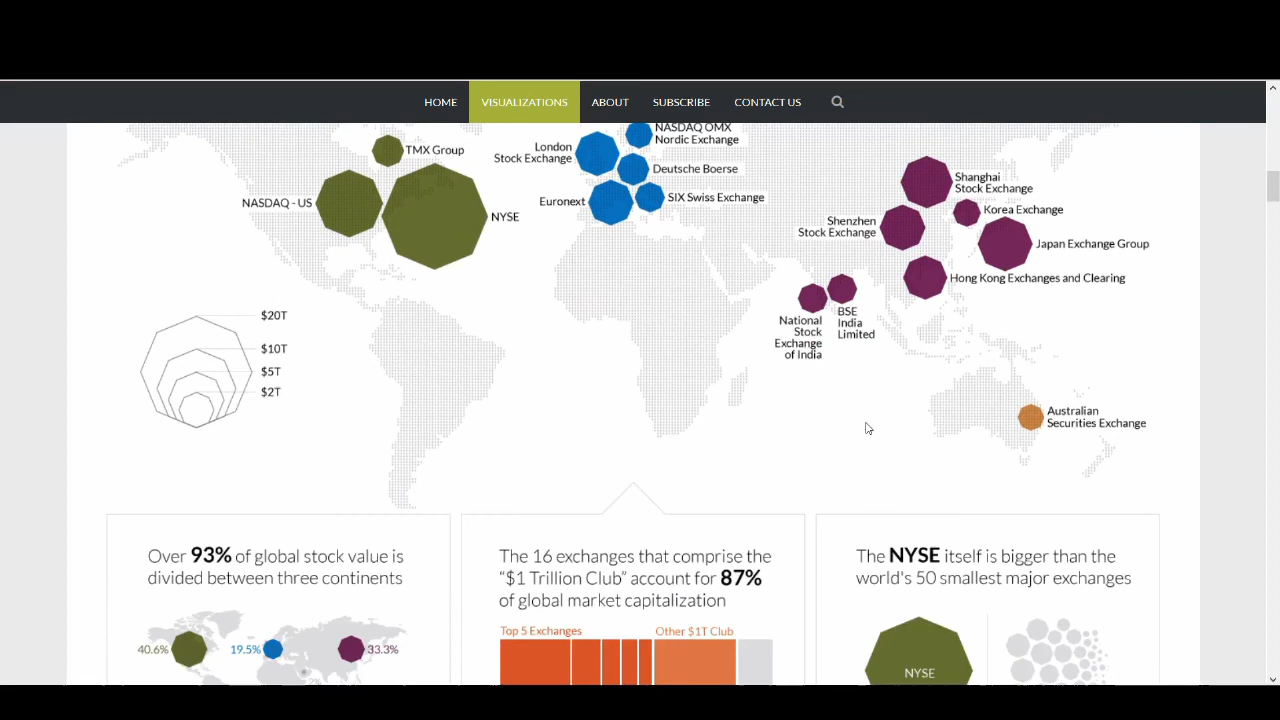 HOME
VISUALIZATIONS
ABOUT
SUBSCRIBE
CONTACT US
TMX Group
NASDAQ - US
NYSE
London
Stock Exchange
NASDAQ OMX
Nordic Exchange
Deutsche Boerse
Euronext
SIX Swiss Exchange
Shanghai
Stock Exchange
Korea Exchange
Shenzhen
Stock Exchange
Japan Exchange Group
Hong Kong Exchanges and Clearing
National
Stock
Exchange
of India
BSE
India
Limited
$20T
$10T
$5T
$2T
Australian
Securities Exchange
Over 93% of global stock value is
divided between three continents
40.6%
19.5%
33.3%
The 16 exchanges that comprise the
“$1 Trillion Club” account for 87%
of global market capitalization
Top 5 Exchanges
Other $1T Club
The NYSE itself is bigger than the
world's 50 smallest major exchanges
NYSE